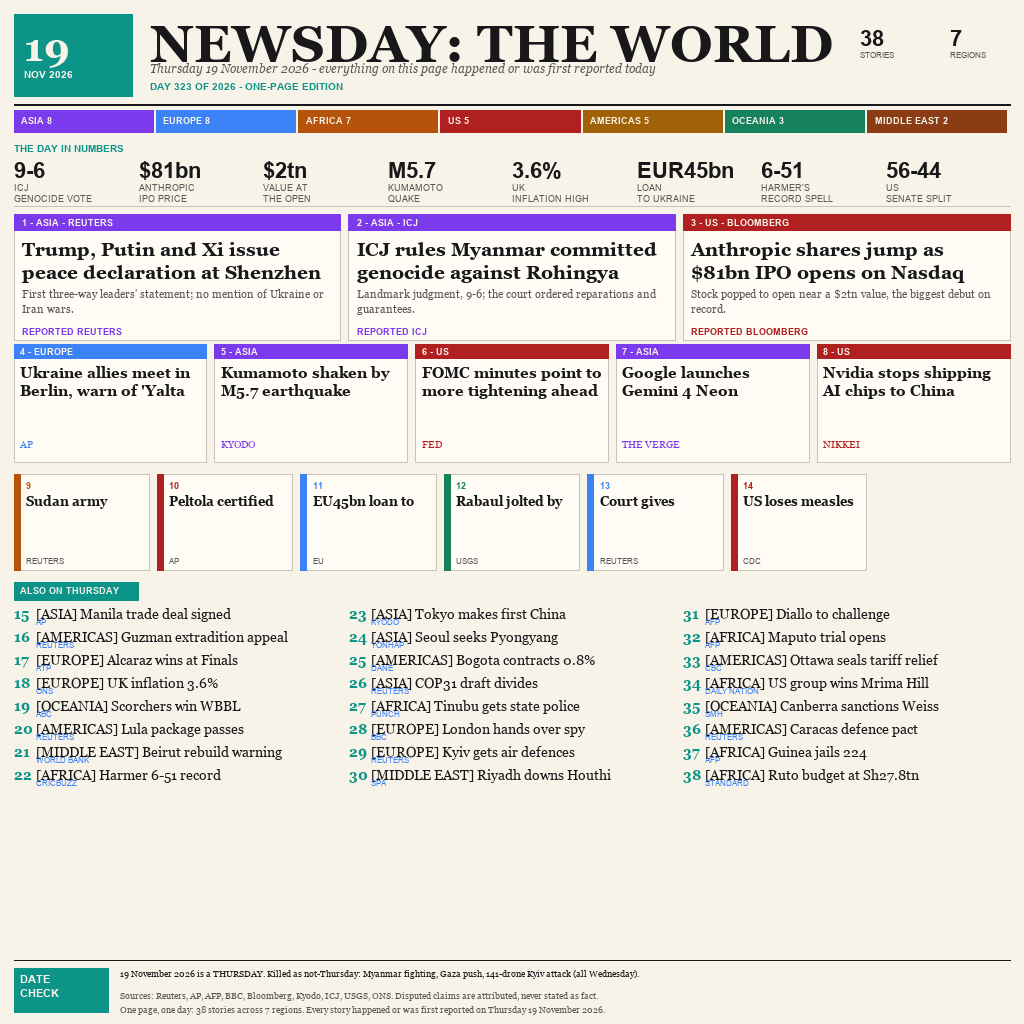 19
NOV 2026
NEWSDAY: THE WORLD
Thursday 19 November 2026 - everything on this page happened or was first reported today
DAY 323 OF 2026 - ONE-PAGE EDITION
38
STORIES
7
REGIONS
ASIA 8
EUROPE 8
AFRICA 7
US 5
AMERICAS 5
OCEANIA 3
MIDDLE EAST 2
THE DAY IN NUMBERS
9-6
ICJ
GENOCIDE VOTE
$81bn
ANTHROPIC
IPO PRICE
$2tn
VALUE AT
THE OPEN
M5.7
KUMAMOTO
QUAKE
3.6%
UK
INFLATION HIGH
EUR45bn
LOAN
TO UKRAINE
6-51
HARMER'S
RECORD SPELL
56-44
US
SENATE SPLIT
1 - ASIA - REUTERS
Trump, Putin and Xi issue
peace declaration at Shenzhen
First three-way leaders' statement; no mention of Ukraine or
Iran wars.
REPORTED REUTERS
2 - ASIA - ICJ
ICJ rules Myanmar committed
genocide against Rohingya
Landmark judgment, 9-6; the court ordered reparations and
guarantees.
REPORTED ICJ
3 - US - BLOOMBERG
Anthropic shares jump as
$81bn IPO opens on Nasdaq
Stock popped to open near a $2tn value, the biggest debut on
record.
REPORTED BLOOMBERG
4 - EUROPE
Ukraine allies meet in
Berlin, warn of 'Yalta
AP
5 - ASIA
Kumamoto shaken by
M5.7 earthquake
KYODO
6 - US
FOMC minutes point to
more tightening ahead
FED
7 - ASIA
Google launches
Gemini 4 Neon
THE VERGE
8 - US
Nvidia stops shipping
AI chips to China
NIKKEI
9
Sudan army
REUTERS
10
Peltola certified
AP
11
EU45bn loan to
EU
12
Rabaul jolted by
USGS
13
Court gives
REUTERS
14
US loses measles
CDC
ALSO ON THURSDAY
15 [ASIA] Manila trade deal signed
AP
16 [AMERICAS] Guzman extradition appeal
REUTERS
17 [EUROPE] Alcaraz wins at Finals
ATP
18 [EUROPE] UK inflation 3.6%
ONS
19 [OCEANIA] Scorchers win WBBL
ABC
20 [AMERICAS] Lula package passes
REUTERS
21 [MIDDLE EAST] Beirut rebuild warning
WORLD BANK
22 [AFRICA] Harmer 6-51 record
CRICBUZZ
23 [ASIA] Tokyo makes first China
KYODO
24 [ASIA] Seoul seeks Pyongyang
YONHAP
25 [AMERICAS] Bogota contracts 0.8%
DANE
26 [ASIA] COP31 draft divides
REUTERS
27 [AFRICA] Tinubu gets state police
PUNCH
28 [EUROPE] London hands over spy
BBC
29 [EUROPE] Kyiv gets air defences
REUTERS
30 [MIDDLE EAST] Riyadh downs Houthi
SPA
31 [EUROPE] Diallo to challenge
AFP
32 [AFRICA] Maputo trial opens
AFP
33 [AMERICAS] Ottawa seals tariff relief
CBC
34 [AFRICA] US group wins Mrima Hill
DAILY NATION
35 [OCEANIA] Canberra sanctions Weiss
SMH
36 [AMERICAS] Caracas defence pact
REUTERS
37 [AFRICA] Guinea jails 224
AFP
38 [AFRICA] Ruto budget at Sh27.8tn
STANDARD
DATE
CHECK
19 November 2026 is a THURSDAY. Killed as not-Thursday: Myanmar fighting, Gaza push, 141-drone Kyiv attack (all Wednesday).
Sources: Reuters, AP, AFP, BBC, Bloomberg, Kyodo, ICJ, USGS, ONS. Disputed claims are attributed, never stated as fact.
One page, one day: 38 stories across 7 regions. Every story happened or was first reported on Thursday 19 November 2026.